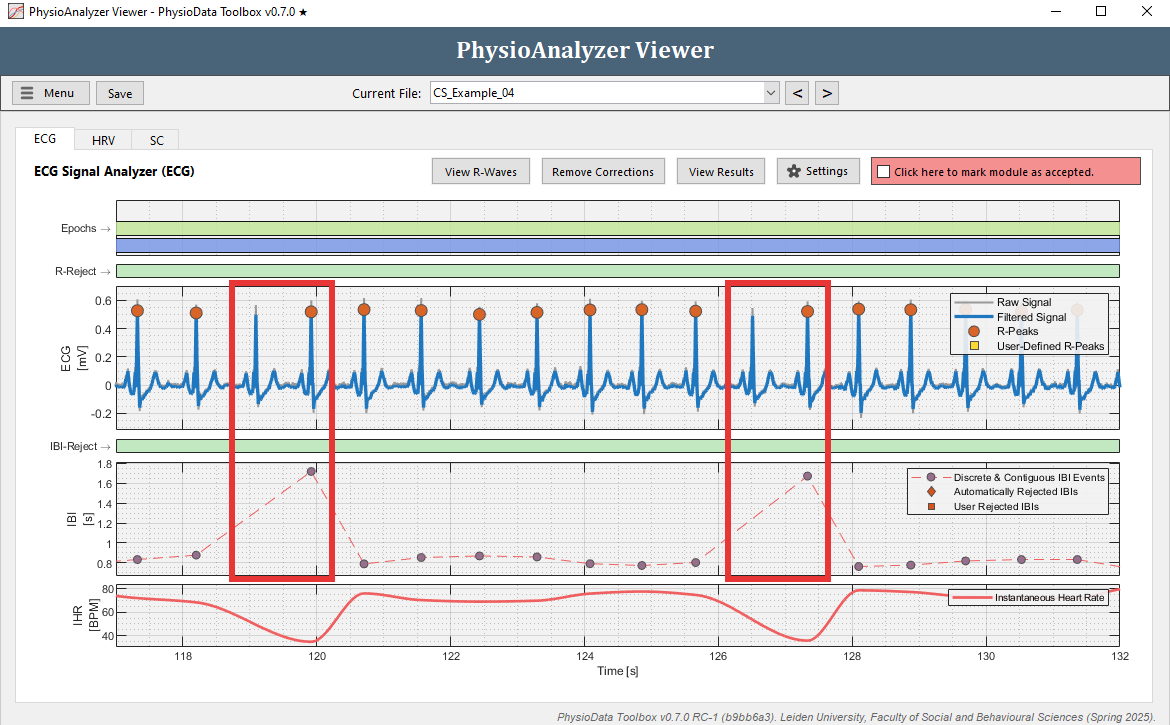 PhysioAnalyzer Viewer - PhysioData Toolbox v0.7.0 ★
PhysioAnalyzer Viewer
Menu Save Current File: CS_Example_04 < >
ECG HRV SC
ECG Signal Analyzer (ECG) View R-Waves Remove Corrections View Results Settings Click here to mark module as accepted.
Epochs →
R-Reject →
ECG
[mV]
0.6
0.4
0.2
0
-0.2
Raw Signal
Filtered Signal
R-Peaks
User-Defined R-Peaks
IBI-Reject →
IBI
[s]
1.8
1.6
1.4
1.2
1
0.8
Discrete & Contiguous IBI Events
Automatically Rejected IBIs
User Rejected IBIs
IHR
[BPM]
80
60
40
Instantaneous Heart Rate
118 120 122 124 126 128 130 132
Time [s]
PhysioData Toolbox v0.7.0 RC-1 (b9bb6a3). Leiden University, Faculty of Social and Behavioural Sciences (Spring 2025).